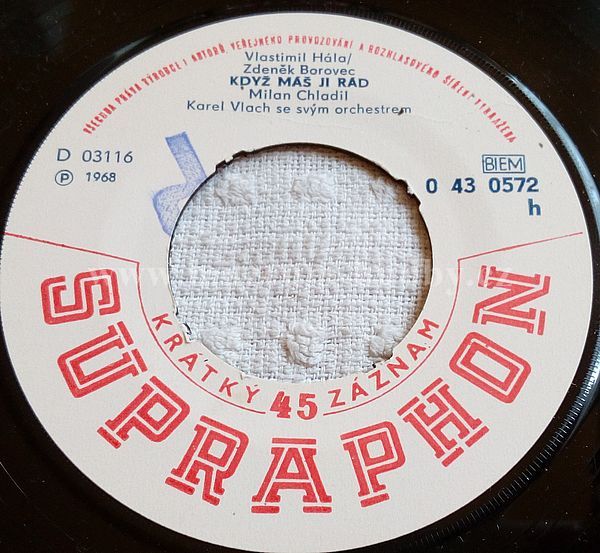 VŠECHNA PRÁVA VÝROBCE I AUTORŮ, VEŘEJNÉHO PROVOZOVÁNÍ A ROZHLASOVÉHO ŠÍŘENÍ VYHRAŽENA
Vlastimil Hála/
Zdeněk Borovec
KDYŽ MÁŠ JI RÁD
Milan Chladil
Karel Vlach se svým orchestrem
D 03116
Ⓟ 1968
BIEM
0 43 0572
h
KRÁTKÝ 45 ZÁZNAM
SUPRAPHON